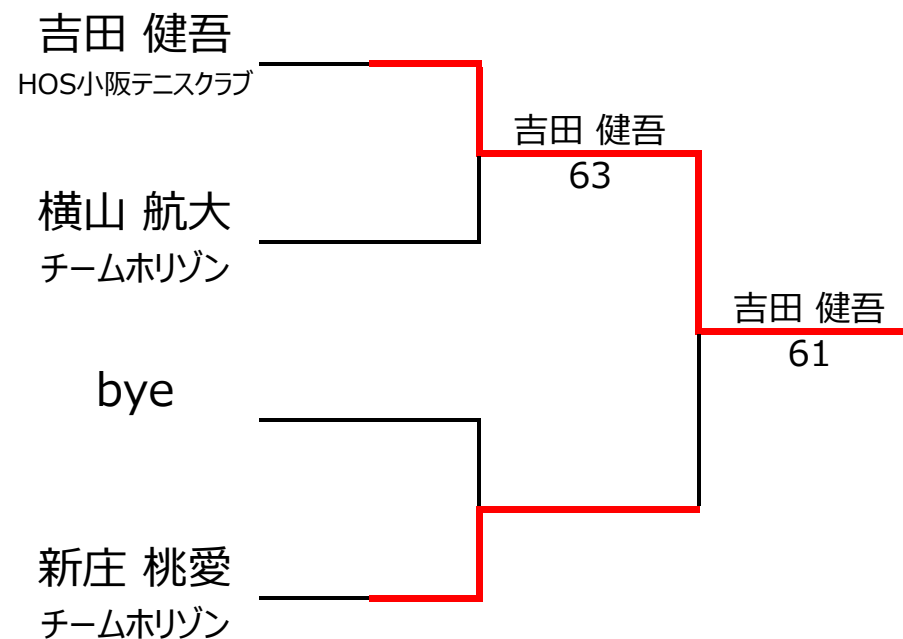 吉田 健吾
HOS小阪テニスクラブ
吉田 健吾
63
横山 航大
チームホリゾン
吉田 健吾
61
bye
新庄 桃愛
チームホリゾン